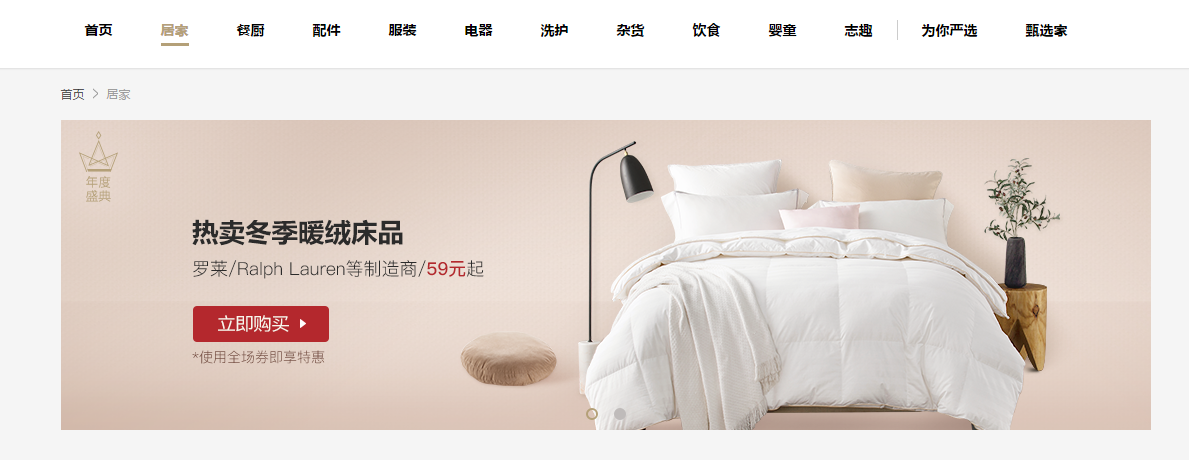 首页 居家 餐厨 配件 服装 电器 洗护 杂货 饮食 婴童 志趣 为你严选 甄选家
首页 > 居家
年度
盛典
热卖冬季暖绒床品
罗莱/Ralph Lauren等制造商/59元起
立即购买
*使用全场券即享特惠